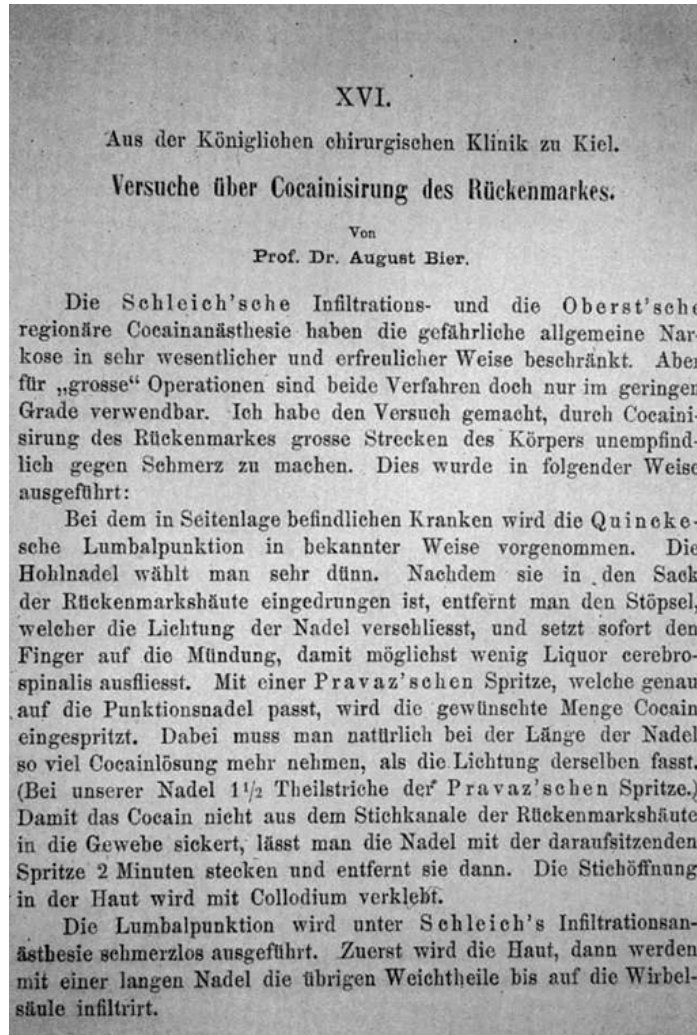 XVI.
Aus der Königlichen chirurgischen Klinik zu Kiel.
Versuche über Cocainisirung des Rückenmarkes.
Von
Prof. Dr. August Bier.
Die Schleich'sche Infiltrations- und die Oberst'sche
regionäre Cocainanästhesie haben die gefährliche allgemeine Nar-
kose in sehr wesentlicher und erfreulicher Weise beschränkt. Aber
für „grosse“ Operationen sind beide Verfahren doch nur im geringen
Grade verwendbar. Ich habe den Versuch gemacht, durch Cocaini-
sirung des Rückenmarkes grosse Strecken des Körpers unempfind-
lich gegen Schmerz zu machen. Dies wurde in folgender Weise
ausgeführt:
Bei dem in Seitenlage befindlichen Kranken wird die Quincke-
sche Lumbalpunktion in bekannter Weise vorgenommen. Die
Hohlnadel wählt man sehr dünn. Nachdem sie in den Sack
der Rückenmarkshäute eingedrungen ist, entfernt man den Stöpsel,
welcher die Lichtung der Nadel verschliesst, und setzt sofort den
Finger auf die Mündung, damit möglichst wenig Liquor cerebro-
spinalis ausfliesst. Mit einer Pravaz'schen Spritze, welche genau
auf die Punktionsnadel passt, wird die gewünschte Menge Cocain
eingespritzt. Dabei muss man natürlich bei der Länge der Nadel
so viel Cocainlösung mehr nehmen, als die Lichtung derselben fasst.
(Bei unserer Nadel 1 1/2 Theilstriche der Pravaz'schen Spritze.)
Damit das Cocain nicht aus dem Stichkanale der Rückenmarkshäute
in die Gewebe sickert, lässt man die Nadel mit der daraufsitzenden
Spritze 2 Minuten stecken und entfernt sie dann. Die Stichöffnung
in der Haut wird mit Collodium verklebt.
Die Lumbalpunktion wird unter Schleich's Infiltrationsan-
ästhesie schmerzlos ausgeführt. Zuerst wird die Haut, dann werden
mit einer langen Nadel die übrigen Weichtheile bis auf die Wirbel-
säule infiltrirt.